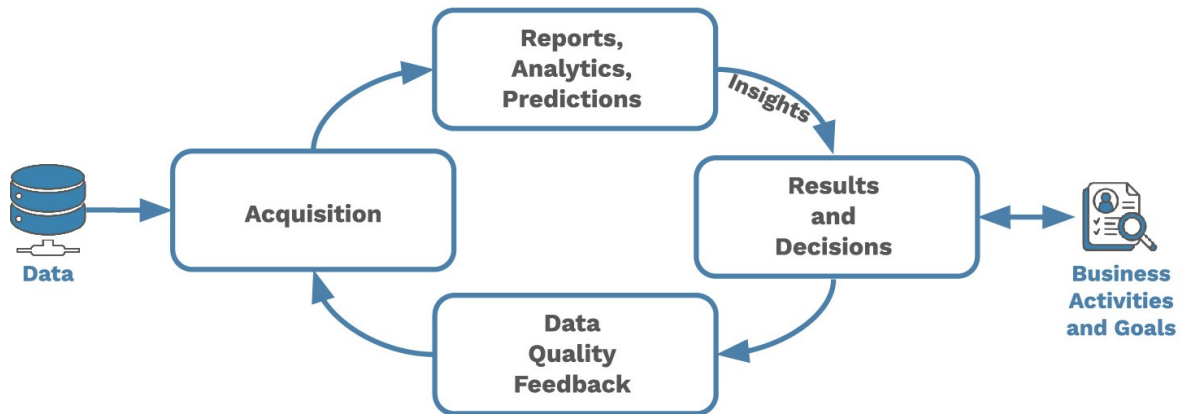 Reports,
Analytics,
Predictions
Insights
Acquisition
Results
and
Decisions
Data
Business
Activities
and Goals
Data
Quality
Feedback